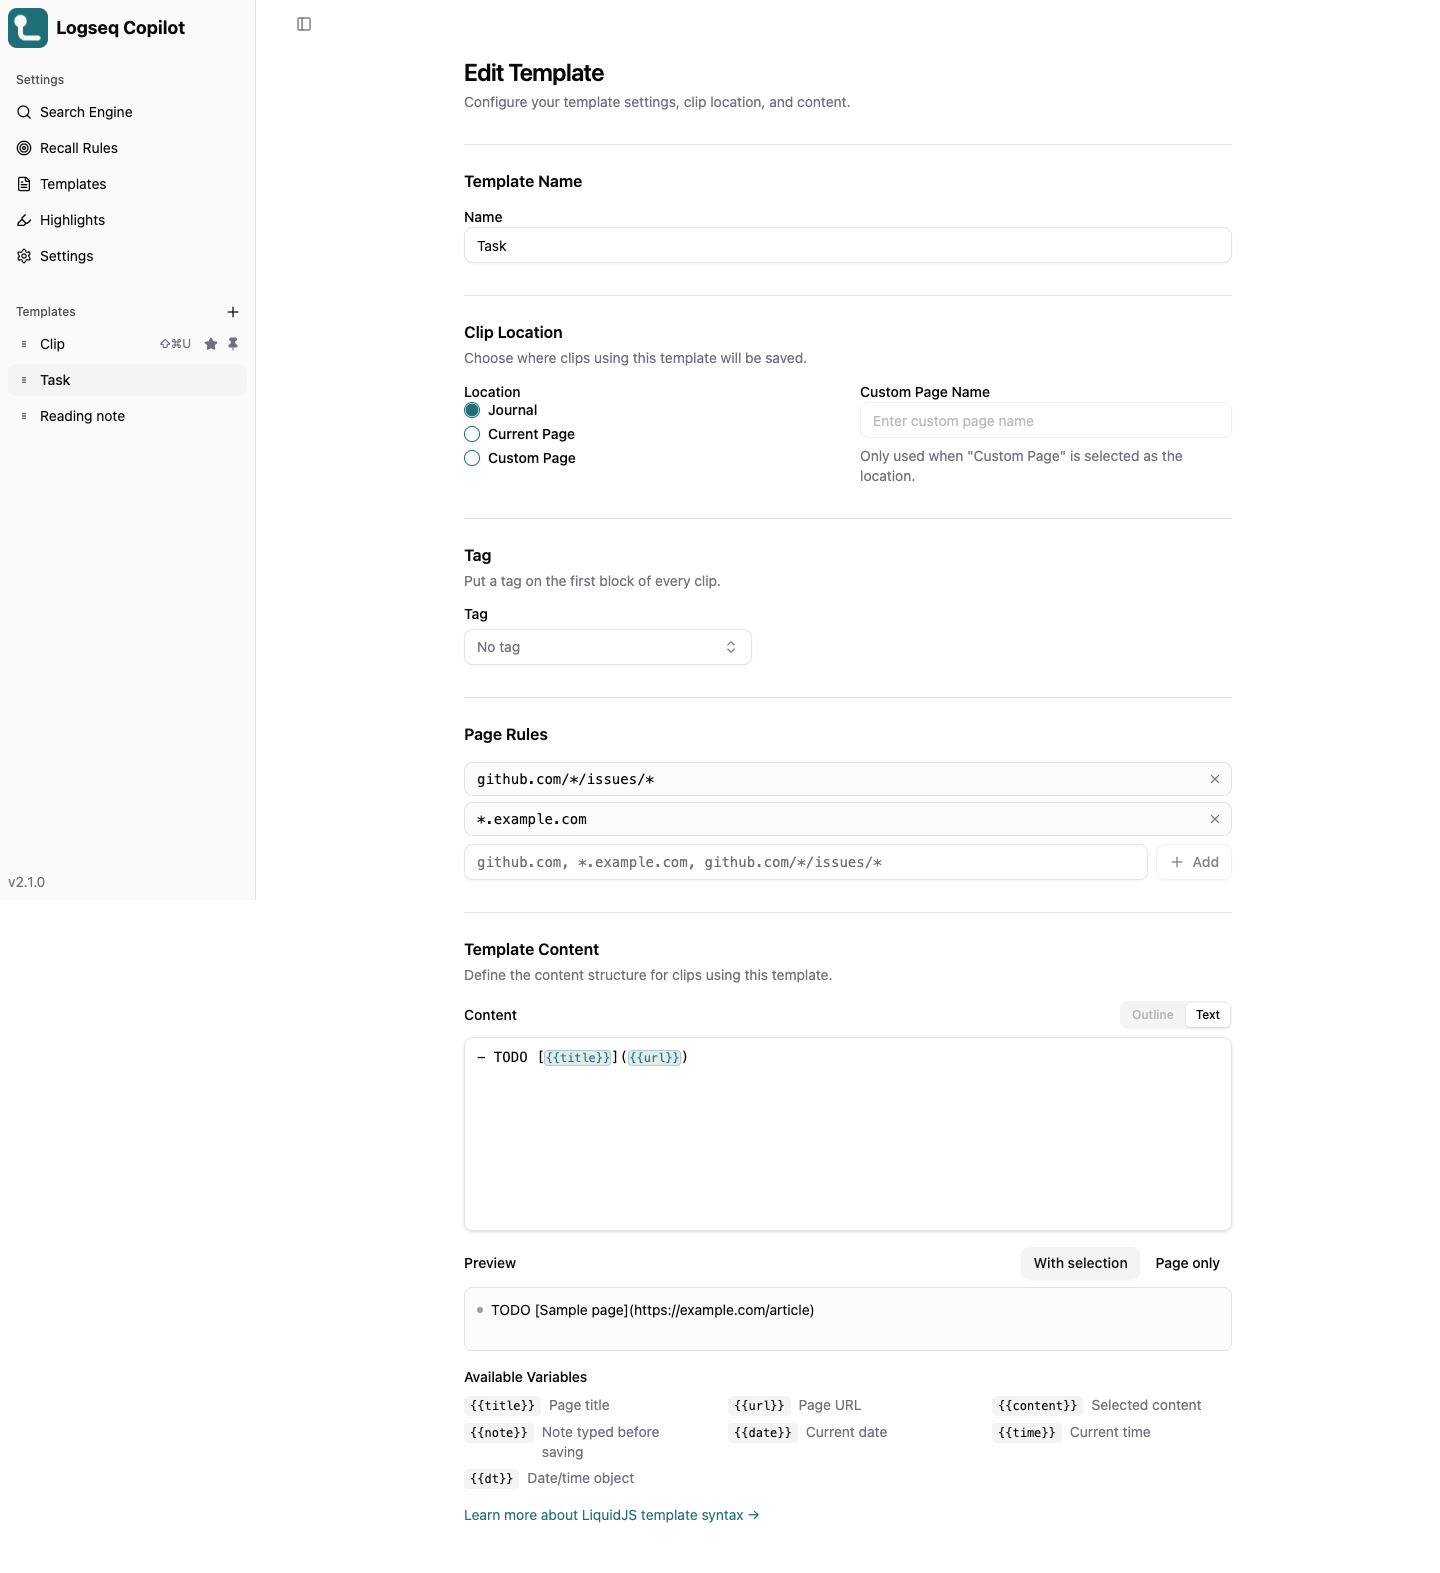 Logseq Copilot
Settings
Search Engine
Recall Rules
Templates
Highlights
Settings
Templates
Clip ⇧⌘U
Task
Reading note
v2.1.0
Edit Template
Configure your template settings, clip location, and content.
Template Name
Name
Task
Clip Location
Choose where clips using this template will be saved.
Location
Journal
Current Page
Custom Page
Custom Page Name
Enter custom page name
Only used when "Custom Page" is selected as the
location.
Tag
Put a tag on the first block of every clip.
Tag
No tag
Page Rules
github.com/*/issues/*
*.example.com
github.com, *.example.com, github.com/*/issues/*
Add
Template Content
Define the content structure for clips using this template.
Content
Outline Text
- TODO [{{title}}]({{url}})
Preview
With selection Page only
TODO [Sample page](https://example.com/article)
Available Variables
{{title}} Page title
{{url}} Page URL
{{content}} Selected content
{{note}} Note typed before
saving
{{date}} Current date
{{time}} Current time
{{dt}} Date/time object
Learn more about LiquidJS template syntax →